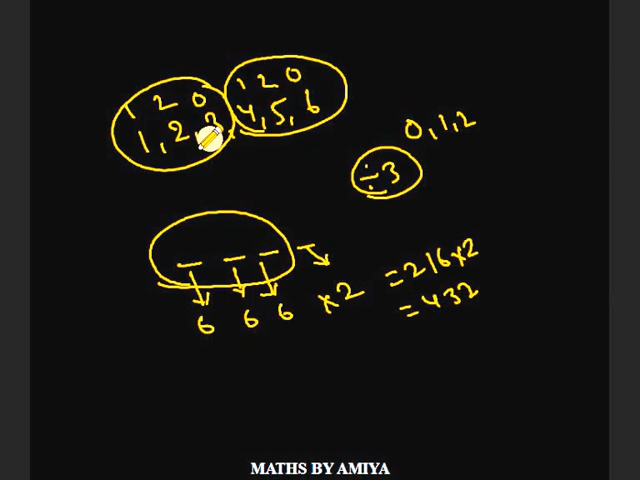 1 2 0 1 2 0
1, 2, 3 4, 5, 6
0, 1, 2
÷3
6 6 6 ×2
=216×2
=432
MATHS BY AMIYA